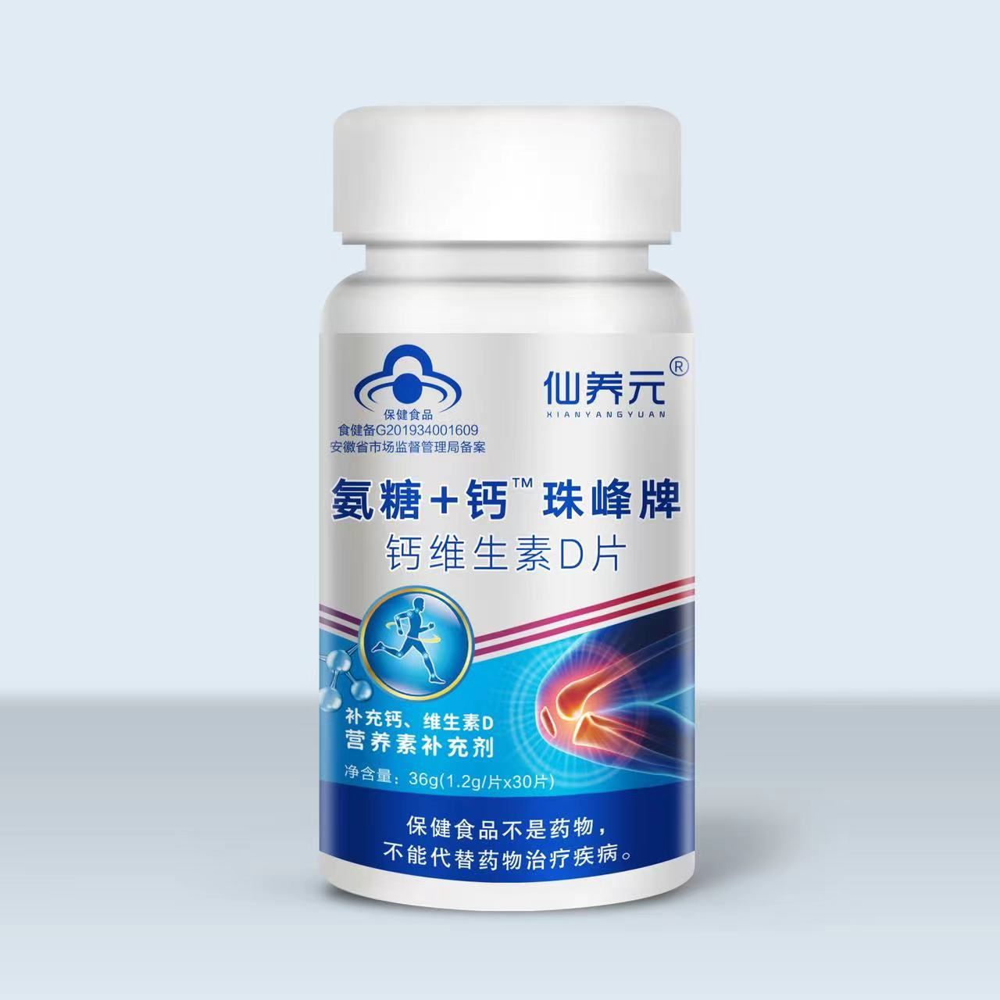 保健食品
食健备G201934001609
安徽省市场监督管理局备案
仙养元®
XIANYANGYUAN
氨糖+钙™珠峰牌
钙维生素D片
补充钙、维生素D
营养素补充剂
净含量：36g(1.2g/片x30片)
保健食品不是药物，
不能代替药物治疗疾病。